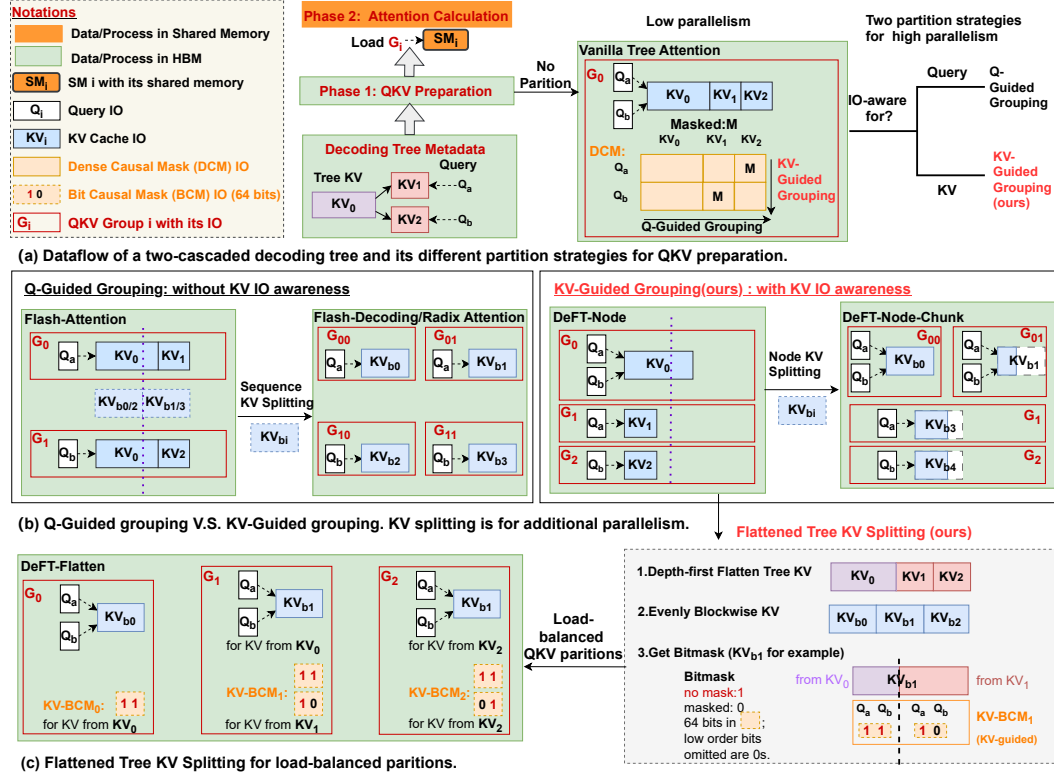 Notations
Data/Process in Shared Memory
Data/Process in HBM
SMi SM i with its shared memory
Qi Query IO
KVi KV Cache IO
Dense Causal Mask (DCM) IO
1 0 Bit Causal Mask (BCM) IO (64 bits)
Gi QKV Group i with its IO
Phase 2: Attention Calculation
Load Gi SMi
Phase 1: QKV Preparation
Decoding Tree Metadata
Tree KV
Query
KV0
KV1
KV2
Qa
Qb
No
Parition
Low parallelism
Vanilla Tree Attention
G0
Qa
Qb
KV0 KV1 KV2
Masked:M
KV0 KV1 KV2
DCM:
Qa M
Qb M
KV-
Guided
Grouping
Q-Guided Grouping
Two partition strategies
for high parallelism
IO-aware
for?
Query
Q-
Guided
Grouping
KV
KV-
Guided
Grouping
(ours)
(a) Dataflow of a two-cascaded decoding tree and its different partition strategies for QKV preparation.
Q-Guided Grouping: without KV IO awareness
Flash-Attention
G0
Qa KV0 KV1
KVb0/2 KVb1/3
G1
Qb KV0 KV2
Sequence
KV Splitting
KVbi
Flash-Decoding/Radix Attention
G00 G01
Qa KVb0 Qa KVb1
G10 G11
Qb KVb2 Qb KVb3
KV-Guided Grouping(ours) : with KV IO awareness
DeFT-Node
G0
Qa
Qb
KV0
G1
Qa KV1
G2
Qb KV2
Node KV
Splitting
KVbi
DeFT-Node-Chunk
G00 G01
Qa Qa
KVb0 KVb1
Qb Qb
Qa KVb3 G1
Qb KVb4 G2
(b) Q-Guided grouping V.S. KV-Guided grouping. KV splitting is for additional parallelism.
Flattened Tree KV Splitting (ours)
DeFT-Flatten
G0
Qa
Qb
KVb0
KV-BCM0: 1 1
for KV from KV0
G1
Qa
Qb
KVb1
for KV from KV0
1 1
KV-BCM1:
1 0
for KV from KV1
G2
Qa
Qb
KVb1
for KV from KV2
1 1
KV-BCM2:
0 1
for KV from KV2
Load-
balanced
QKV paritions
1.Depth-first Flatten Tree KV
KV0 KV1 KV2
2.Evenly Blockwise KV
KVb0 KVb1 KVb2
3.Get Bitmask (KVb1 for example)
Bitmask
no mask:1
masked: 0
64 bits in ;
low order bits
omitted are 0s.
from KV0 KVb1 from KV1
Qa Qb Qa Qb
1 1 1 0
KV-BCM1
(KV-guided)
(c) Flattened Tree KV Splitting for load-balanced paritions.